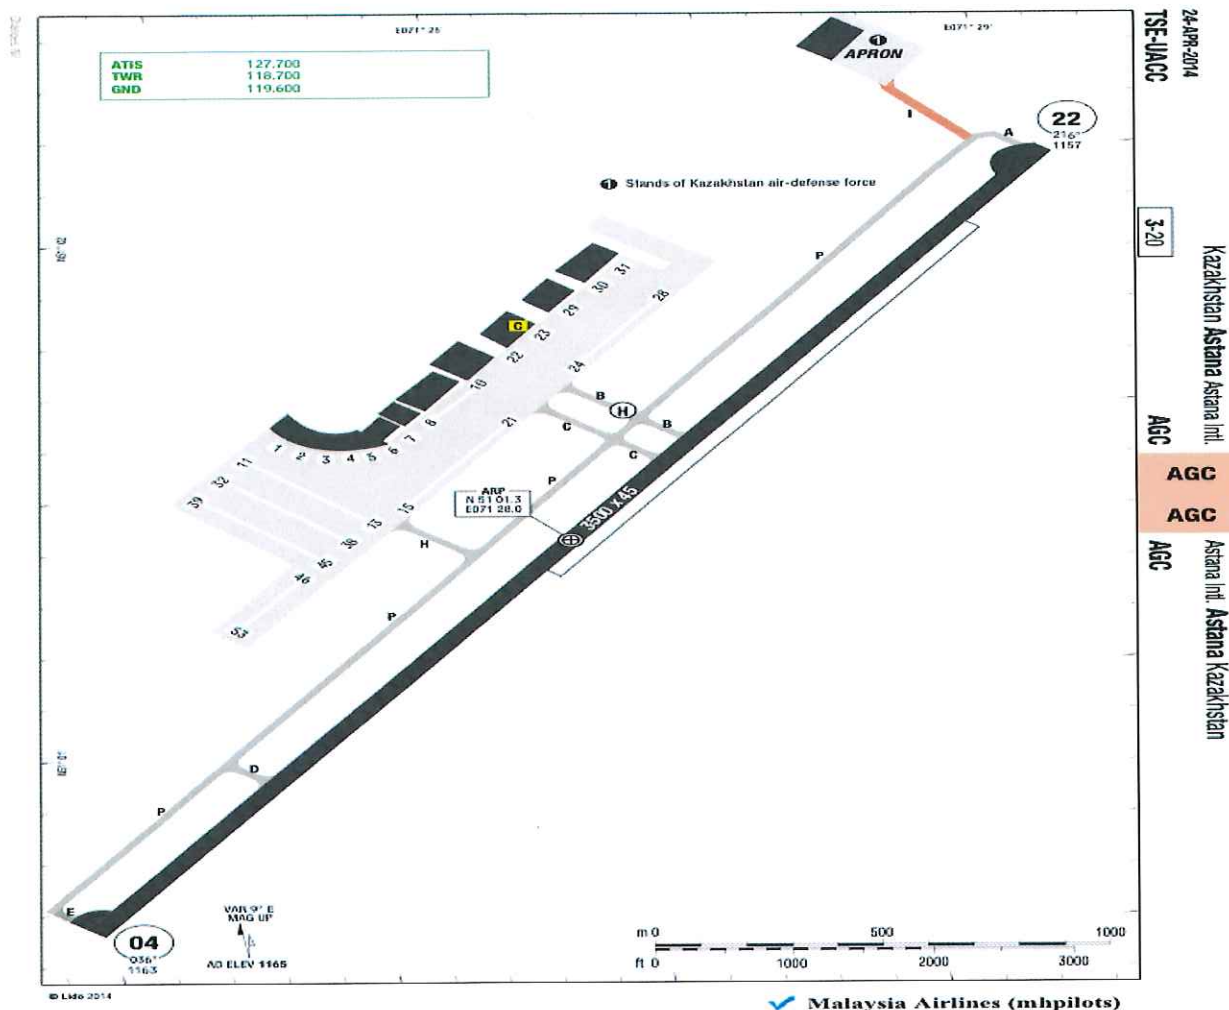 24-APR-2014
TSE-UACC
3-20
Kazakhstan Astana Astana Intl.
AGC
AGC
AGC
AGC
Astana Intl. Astana Kazakhstan
E071° 29'
ATIS 127.700
TWR 118.700
GND 119.600
1
APRON
I
A
22
216°
1157
1 Stands of Kazakhstan air-defense force
P
31
30
29
28
C
23
22
24
10
21
B
H
B
C
C
8
7
6
5
4
3
2
1
11
32
39
15
13
38
45
46
53
H
P
ARP
N 51 01.3
E071 28.0
3500 x 45
P
D
P
E
04
036°
1163
VAR 9° E
MAG UP
AD ELEV 1165
m 0 500 1000
ft 0 1000 2000 3000
© Lido 2014
Malaysia Airlines (mhpilots)